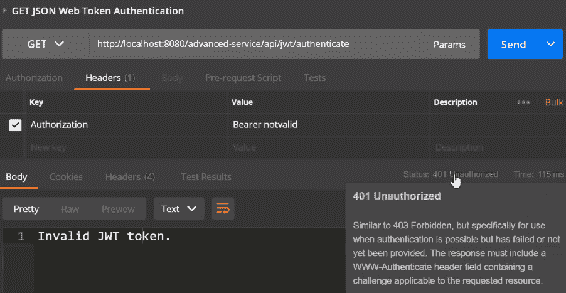 GET JSON Web Token Authentication
GET http://localhost:8080/advanced-service/api/jwt/authenticate Params Send
Authorization Headers (1) Body Pre-request Script Tests
Key Value Description ••• Bulk
Authorization Bearer notvalid
New key Value Description
Body Cookies Headers (4) Test Results Status: 401 Unauthorized Time: 115 ms
Pretty Raw Preview Text
1 Invalid JWT token.
401 Unauthorized
Similar to 403 Forbidden, but specifically for use
when authentication is possible but has failed or not
yet been provided. The response must include a
WWW-Authenticate header field containing a
challenge applicable to the requested resource.